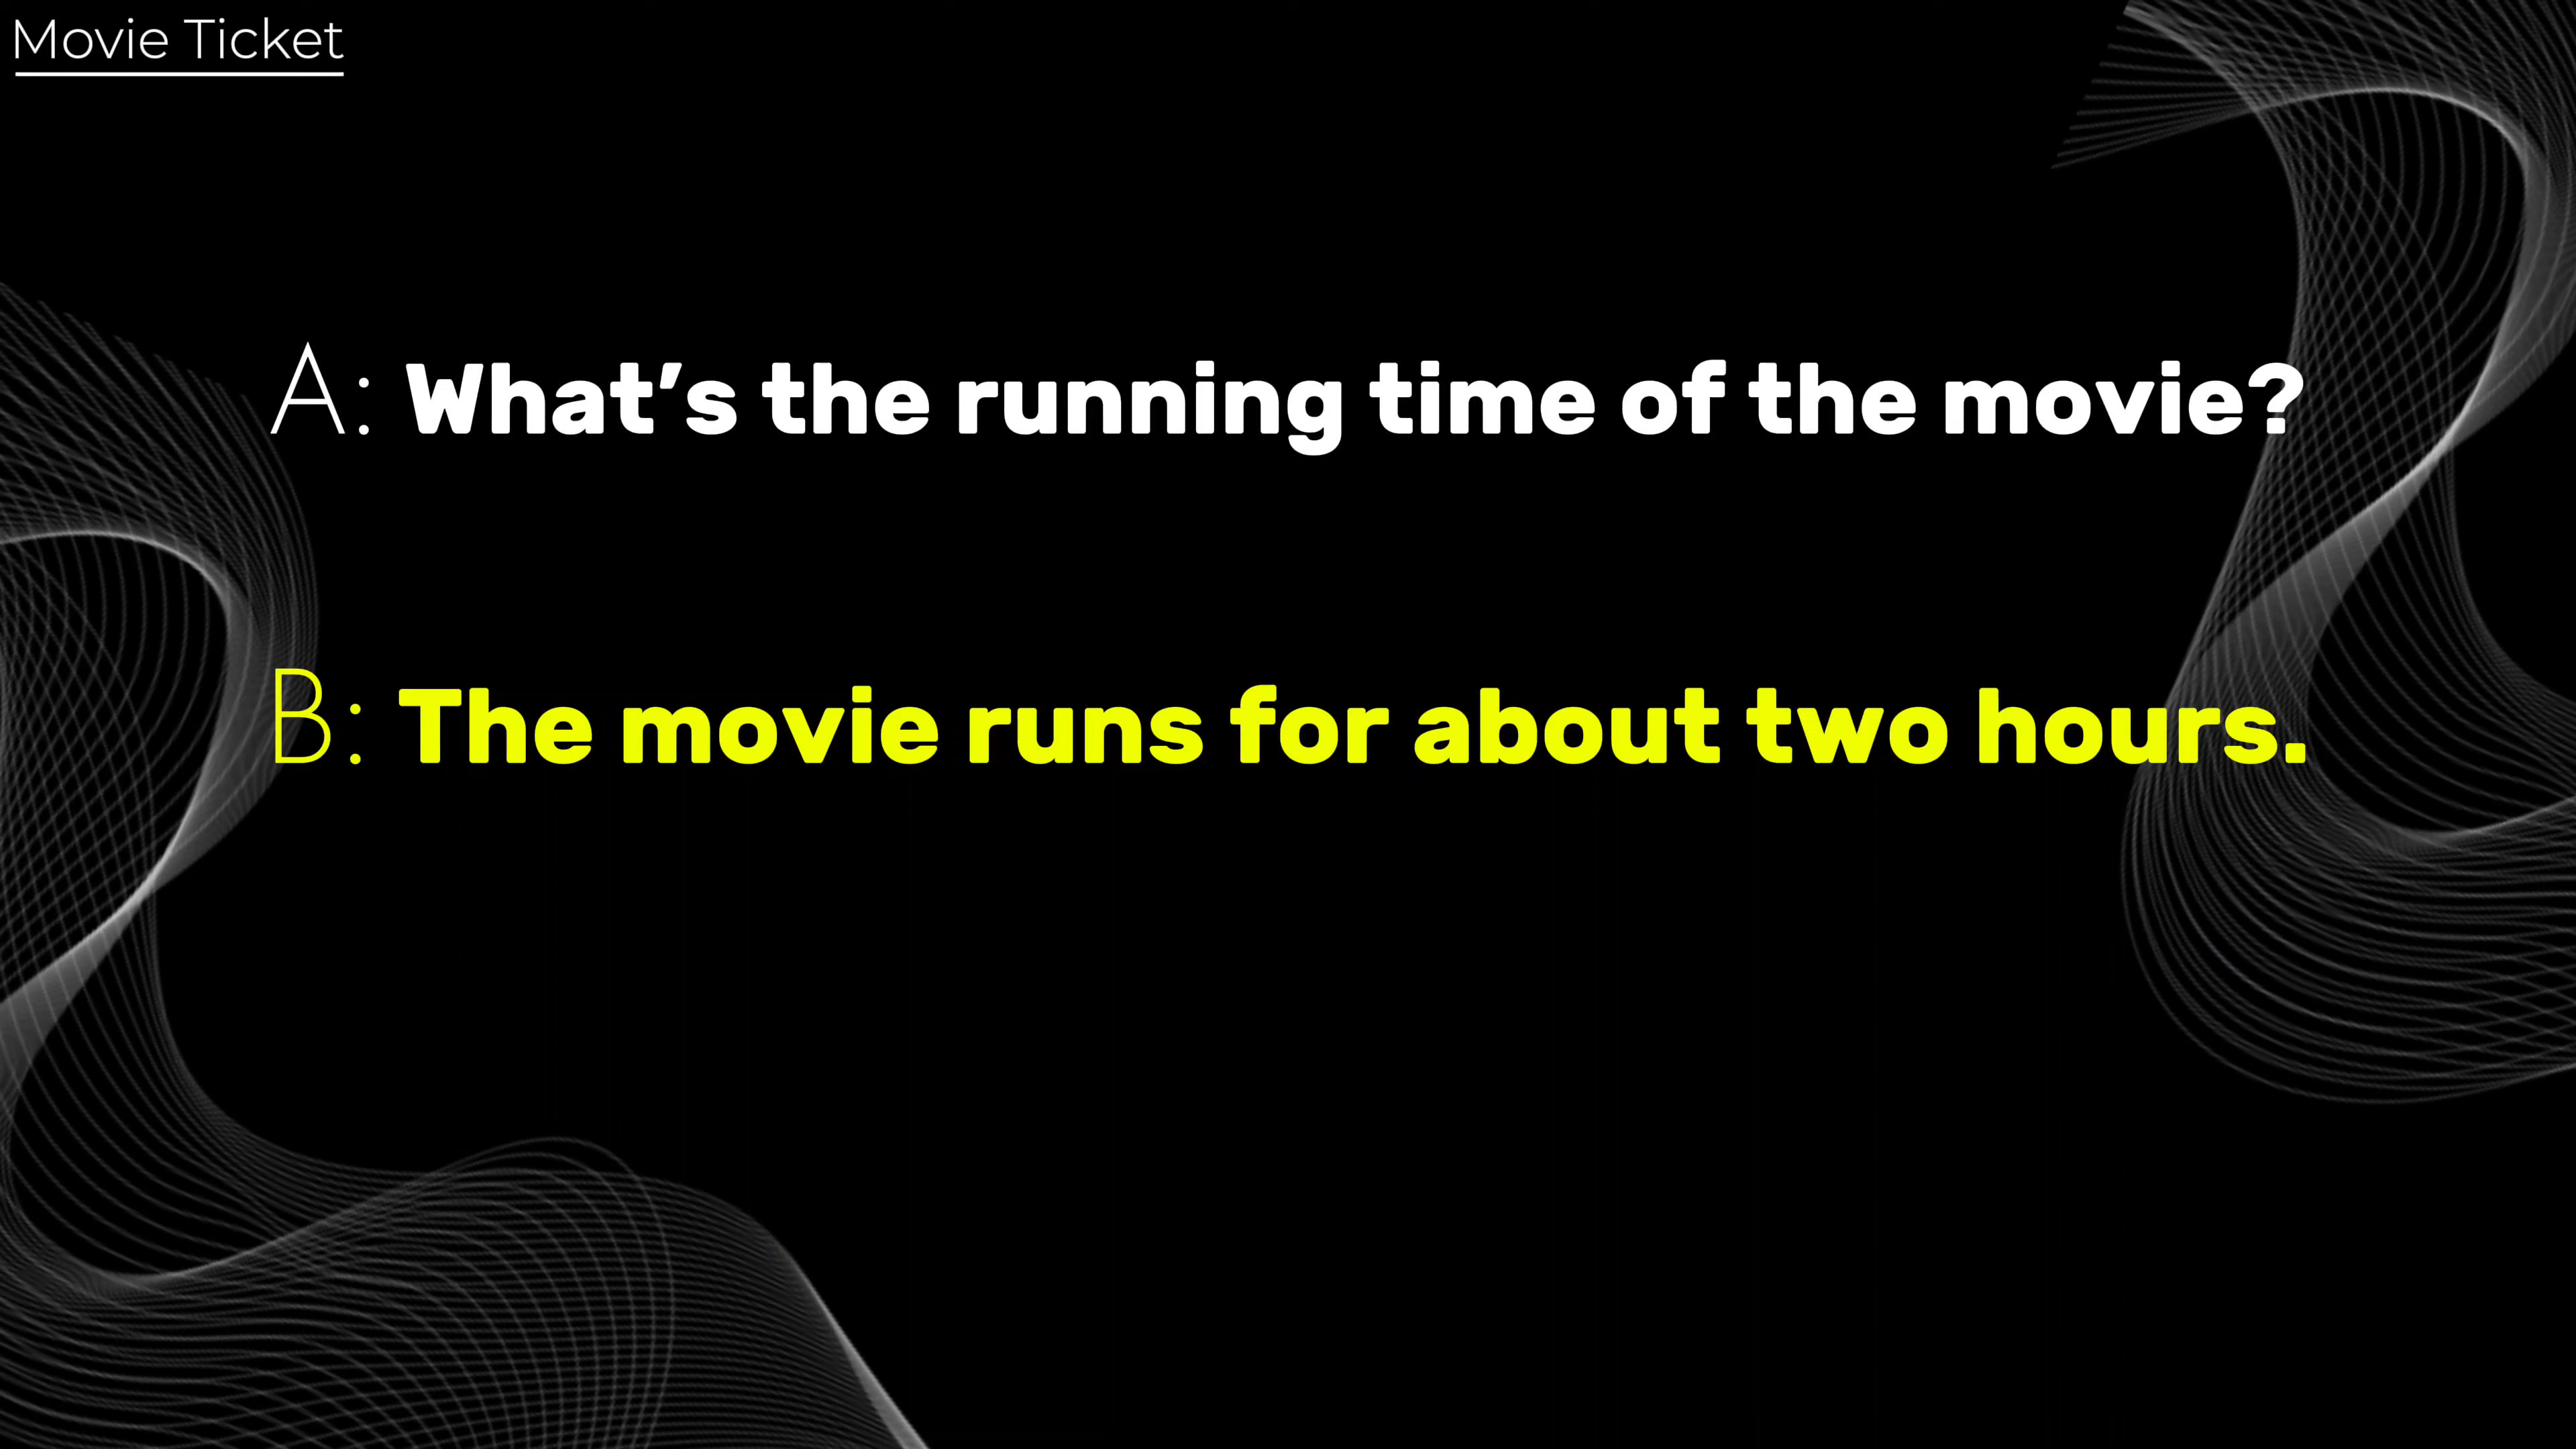 Movie Ticket
A: What’s the running time of the movie?
B: The movie runs for about two hours.